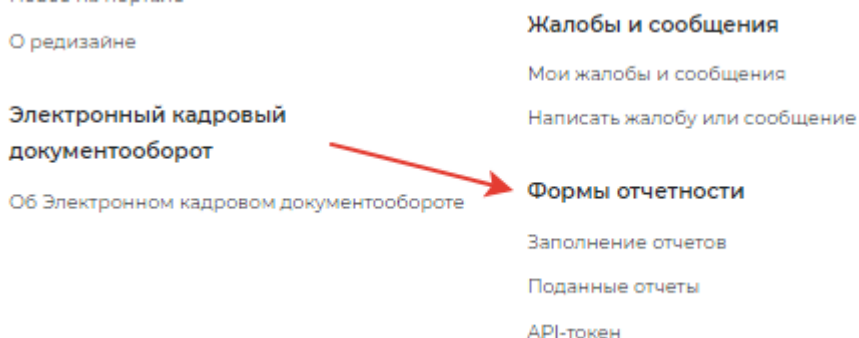 О редизайне
Электронный кадровый
документооборот
Об Электронном кадровом документообороте
Жалобы и сообщения
Мои жалобы и сообщения
Написать жалобу или сообщение
Формы отчетности
Заполнение отчетов
Поданные отчеты
API-токен